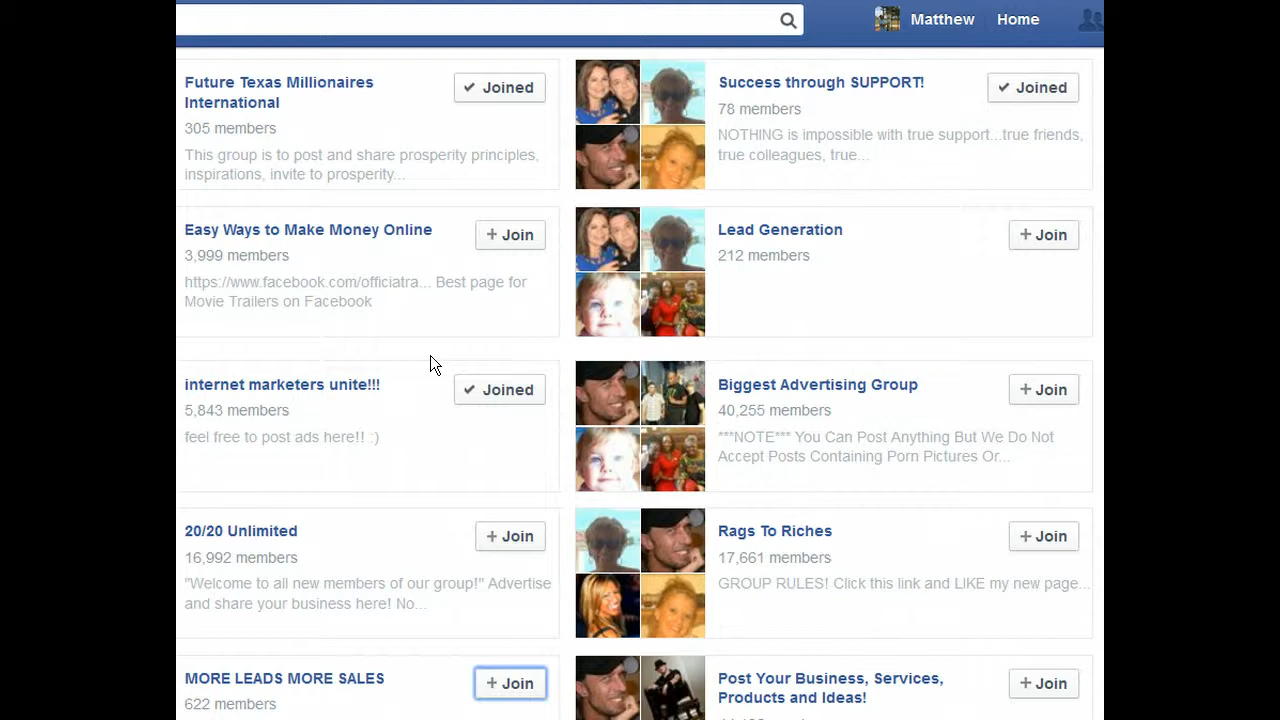 Matthew Home
Future Texas Millionaires
International
Joined
305 members
This group is to post and share prosperity principles,
inspirations, invite to prosperity...
Success through SUPPORT!
Joined
78 members
NOTHING is impossible with true support...true friends,
true colleagues, true...
Easy Ways to Make Money Online
+ Join
3,999 members
https://www.facebook.com/officiatra... Best page for
Movie Trailers on Facebook
Lead Generation
+ Join
212 members
internet marketers unite!!!
Joined
5,843 members
feel free to post ads here!! :)
Biggest Advertising Group
+ Join
40,255 members
***NOTE*** You Can Post Anything But We Do Not
Accept Posts Containing Porn Pictures Or...
20/20 Unlimited
+ Join
16,992 members
"Welcome to all new members of our group!" Advertise
and share your business here! No...
Rags To Riches
+ Join
17,661 members
GROUP RULES! Click this link and LIKE my new page...
MORE LEADS MORE SALES
+ Join
622 members
Post Your Business, Services,
Products and Ideas!
+ Join